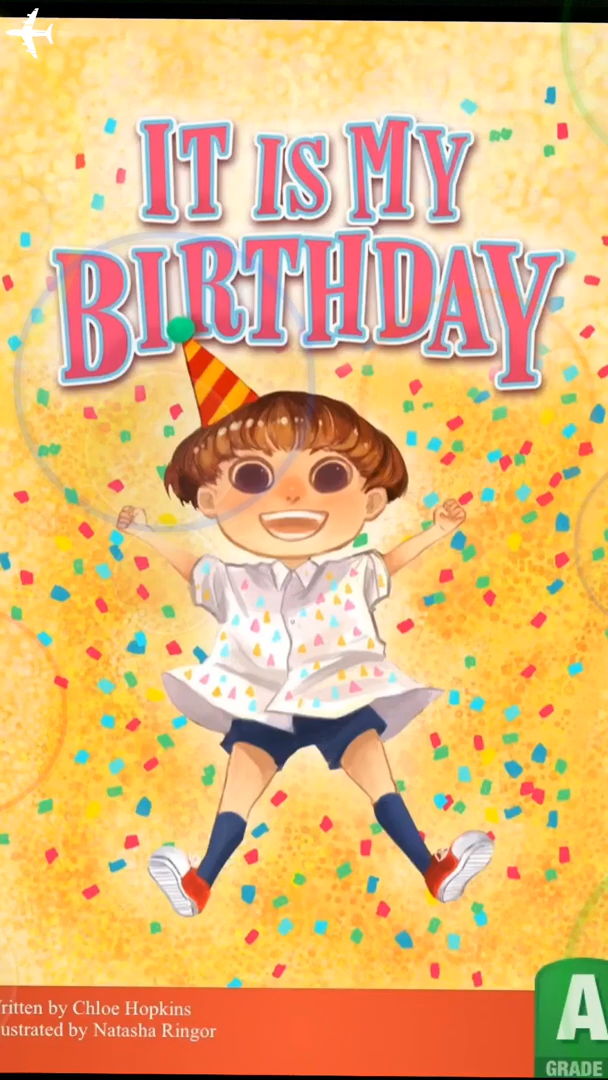 IT IS MY
BIRTHDAY
ritten by Chloe Hopkins
ustrated by Natasha Ringor
A
GRADE